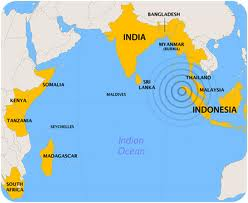 BANGLADESH
INDIA
MYANMAR
(BURMA)
THAILAND
SOMALIA
SRI
LANKA
MALDIVES
MALAYSIA
KENYA
INDONESIA
TANZANIA
SEYCHELLES
Indian
Ocean
MADAGASCAR
SOUTH
AFRICA